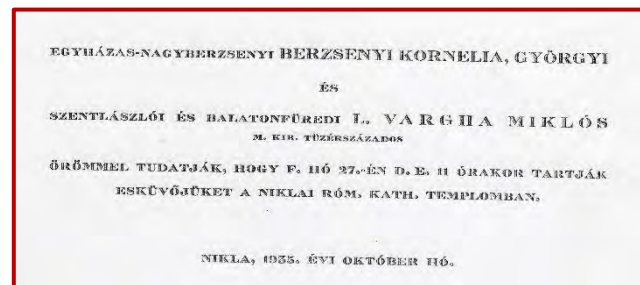 EGYHÁZAS-NAGYBERZSENYI BERZSENYI KORNELIA, GYÖRGYI
ÉS
SZENTLÁSZLÓI ÉS BALATONFÜREDI L. VARGHA MIKLÓS
M. KIR. TÜZÉRSZÁZADOS
ÖRÖMMEL TUDATJÁK, HOGY F. HÓ 27.-ÉN D. E. 11 ÓRAKOR TARTJÁK
ESKÜVŐJÜKET A NIKLAI RÓM. KATH. TEMPLOMBAN.
NIKLA, 1935. ÉVI OKTÓBER HÓ.